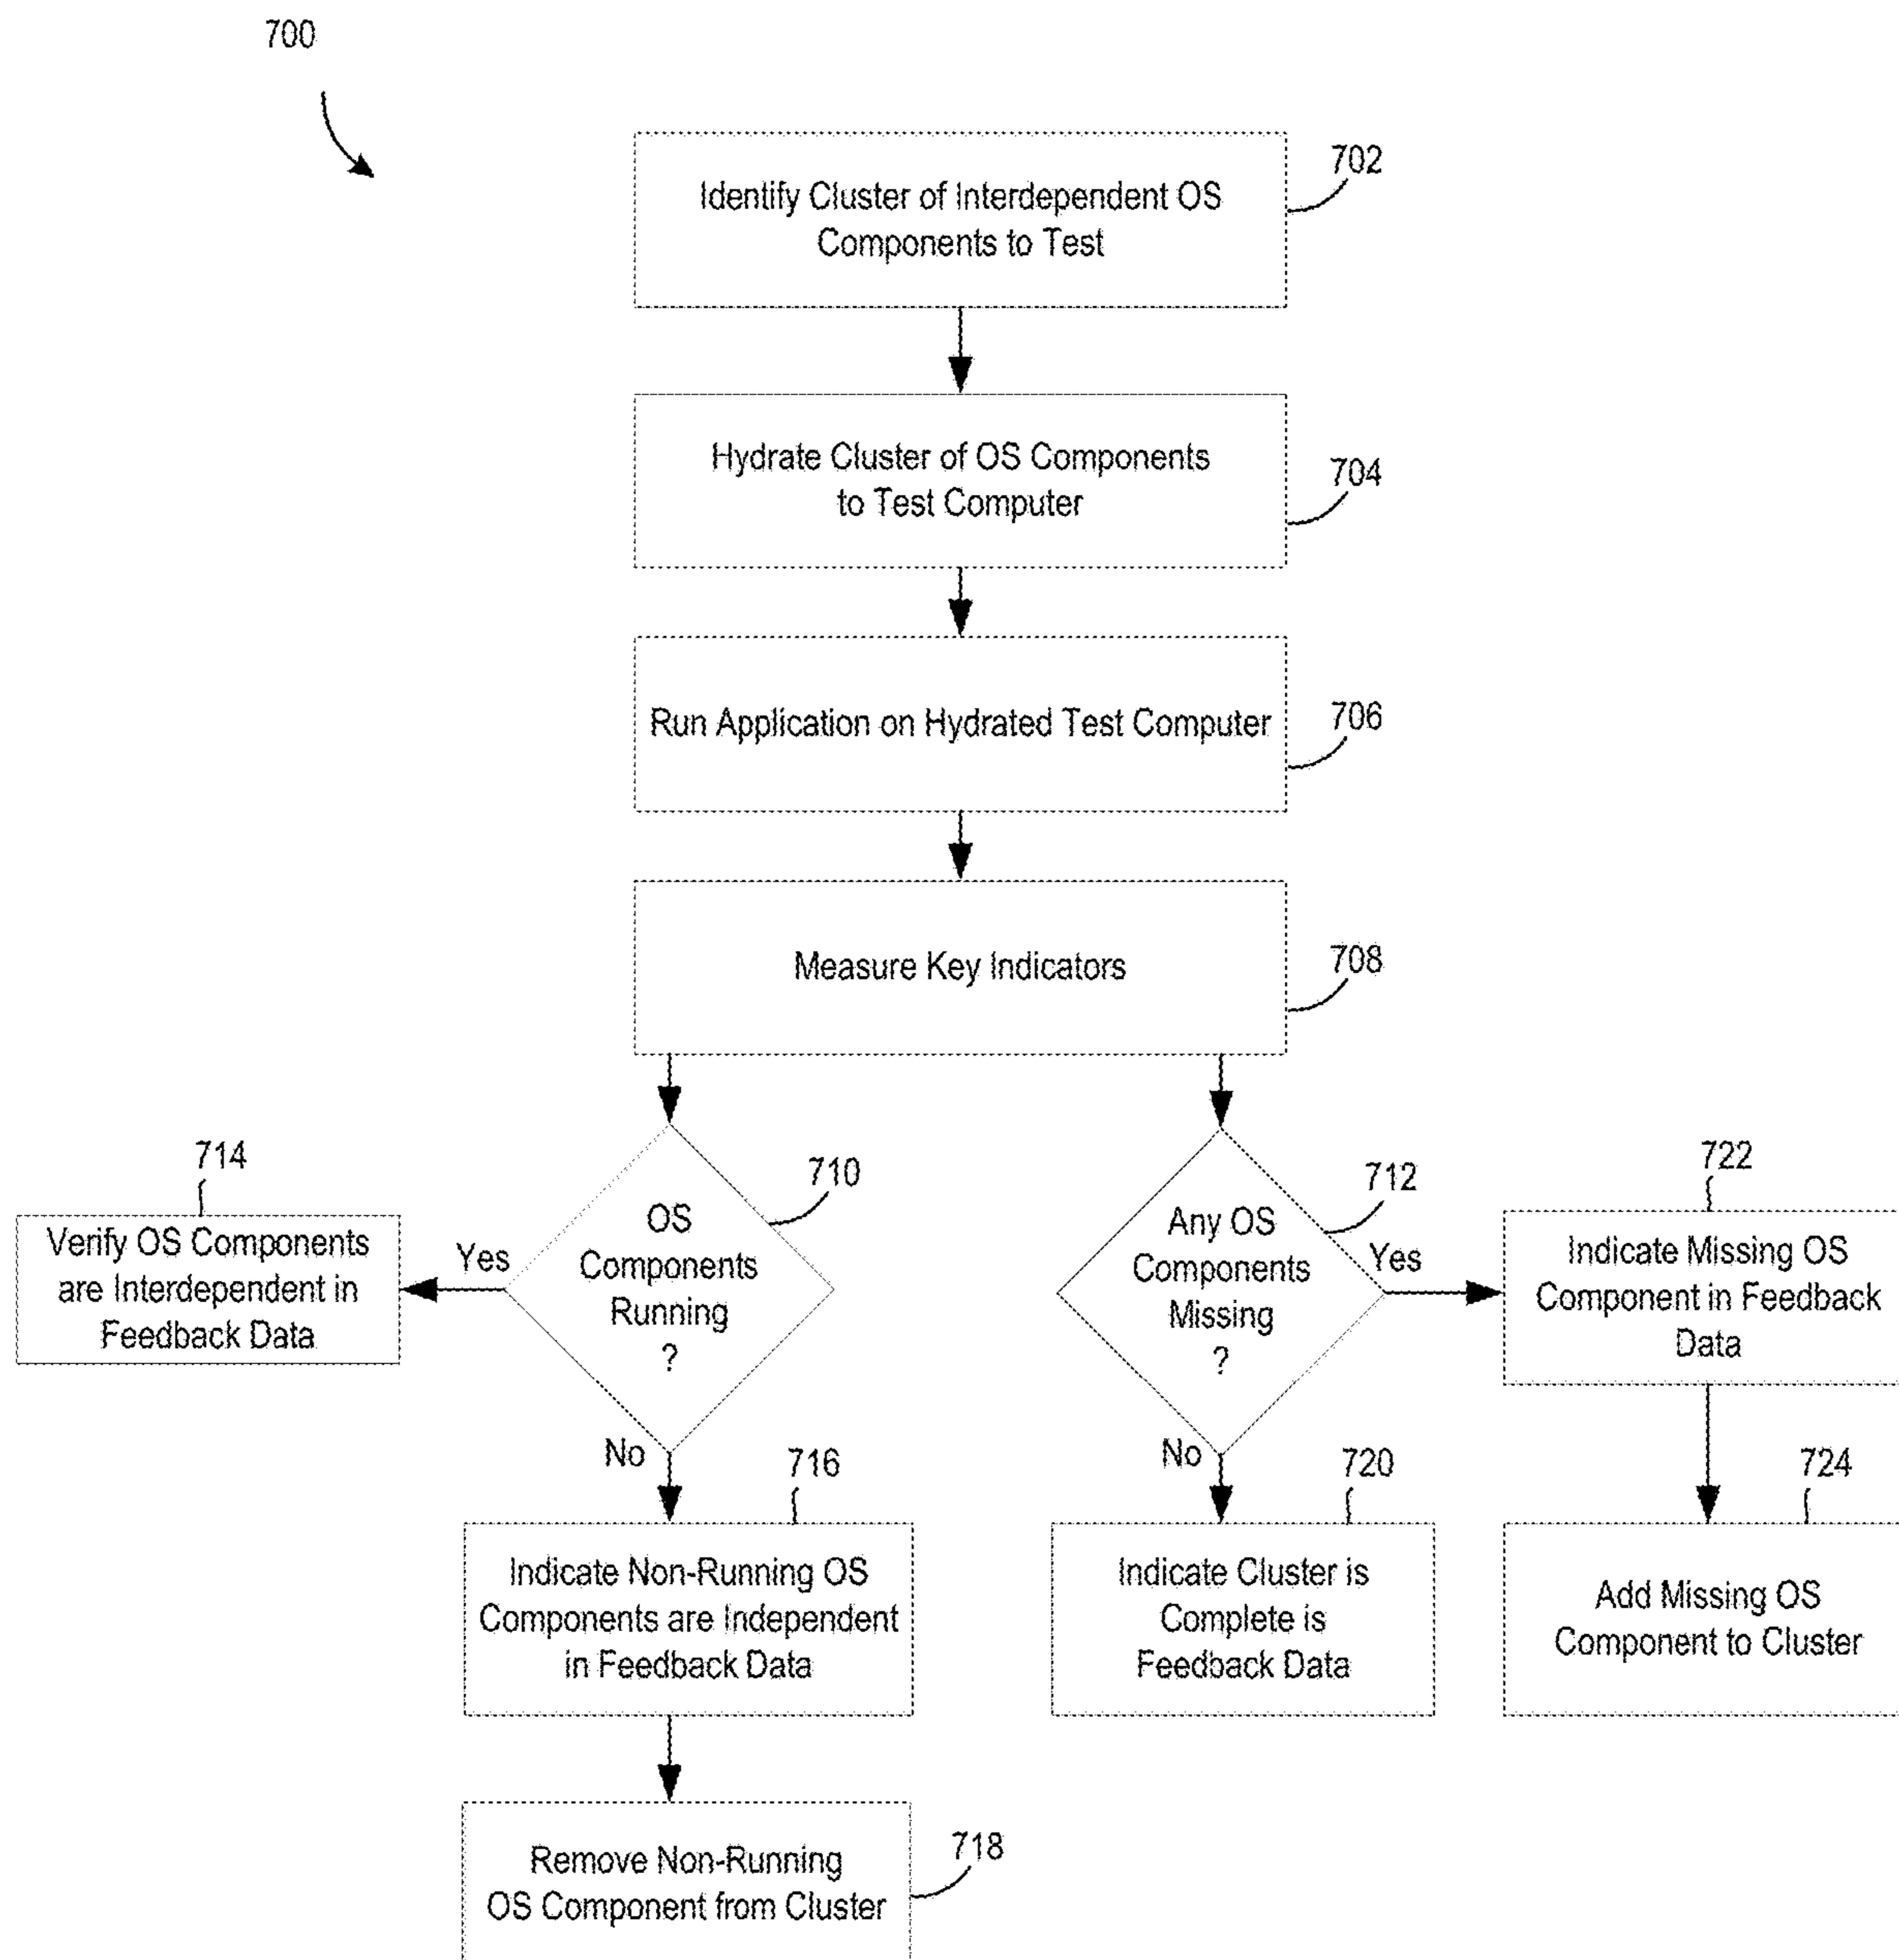 700
Identify Cluster of Interdependent OS
Components to Test
702
Hydrate Cluster of OS Components
to Test Computer
704
Run Application on Hydrated Test Computer
706
Measure Key Indicators
708
714
Verify OS Components
are Interdependent in
Feedback Data
Yes
OS
Components
Running
?
710
No
Any OS
Components
Missing
?
712
Yes
No
722
Indicate Missing OS
Component in Feedback
Data
716
Indicate Non-Running OS
Components are Independent
in Feedback Data
720
Indicate Cluster is
Complete is
Feedback Data
724
Add Missing OS
Component to Cluster
Remove Non-Running
OS Component from Cluster
718